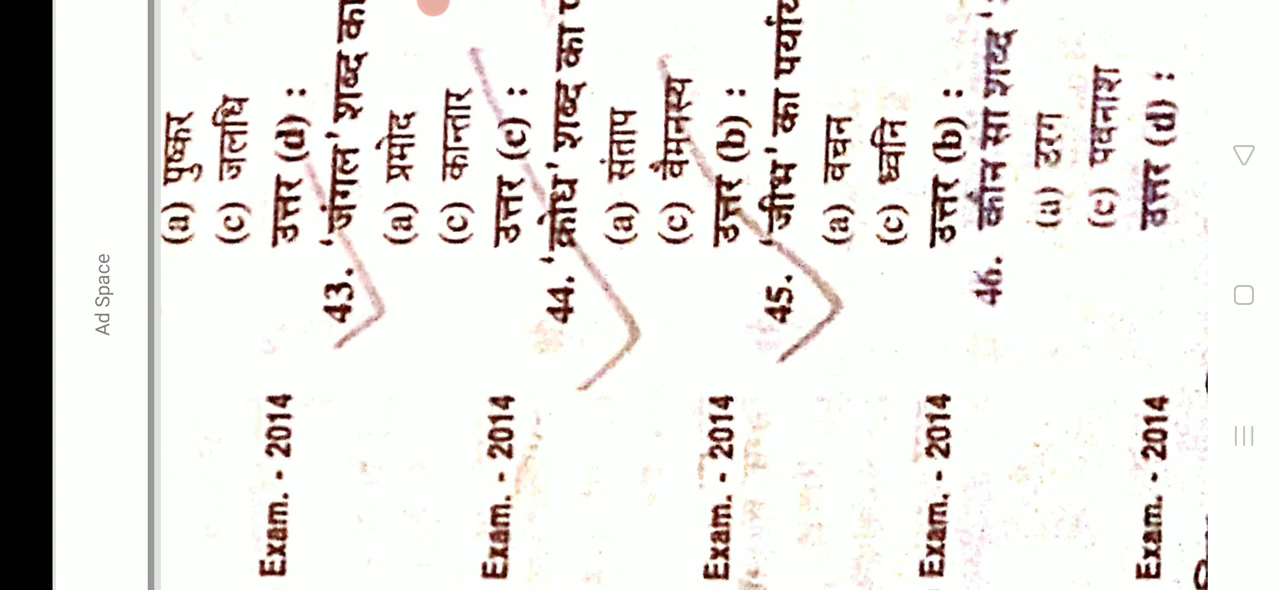 Ad Space
(a) पुष्कर
(c) जलधि
Exam. - 2014
उत्तर (d) :
43. 'जंगल' शब्द का
(a) प्रमोद
(c) कान्तार
Exam. - 2014
उत्तर (c) :
44. 'क्रोध' शब्द का
(a) संताप
(c) वैमनस्य
Exam. - 2014
उत्तर (b) :
45. 'जीभ' का
(a) वचन
(c) ध्वनि
Exam. - 2014
उत्तर (b) :
46. कौन सा शब्द
(a) उरग
(c) पवनाश
Exam. - 2014
उत्तर (d) :